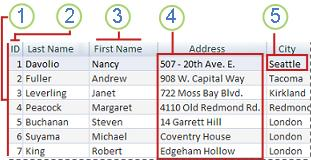 1 2 3 4 5
ID Last Name First Name Address City
1 Davolio Nancy 507 - 20th Ave. E. Seattle
2 Fuller Andrew 908 W. Capital Way Tacoma
3 Leverling Janet 722 Moss Bay Blvd. Kirkland
4 Peacock Margaret 4110 Old Redmond Rd. Redmond
5 Buchanan Steven 14 Garrett Hill London
6 Suyama Michael Coventry House London
7 King Robert Edgeham Hollow London